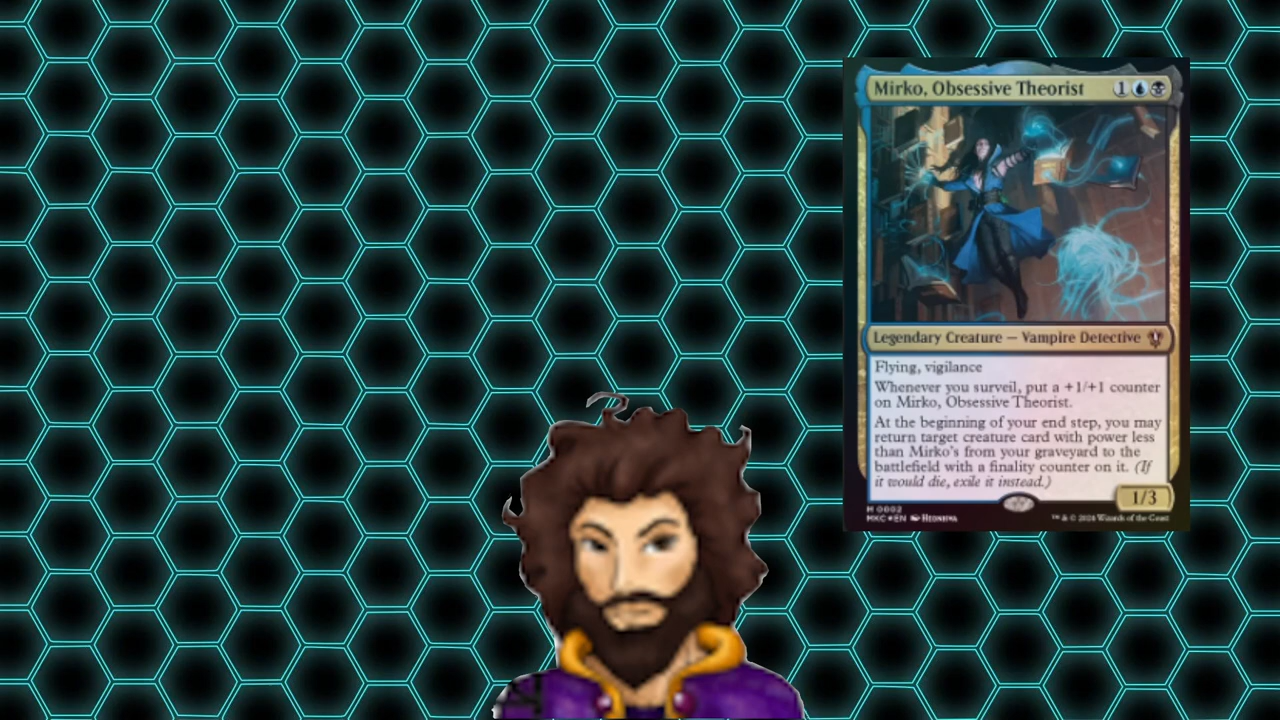 Mirko, Obsessive Theorist 1
Legendary Creature — Vampire Detective
Flying, vigilance
Whenever you surveil, put a +1/+1 counter
on Mirko, Obsessive Theorist.
At the beginning of your end step, you may
return target creature card with power less
than Mirko's from your graveyard to the
battlefield with a finality counter on it. (If
it would die, exile it instead.)
1/3
M 0002
MKC★EN
™ & © 2024 Wizards of the Coast